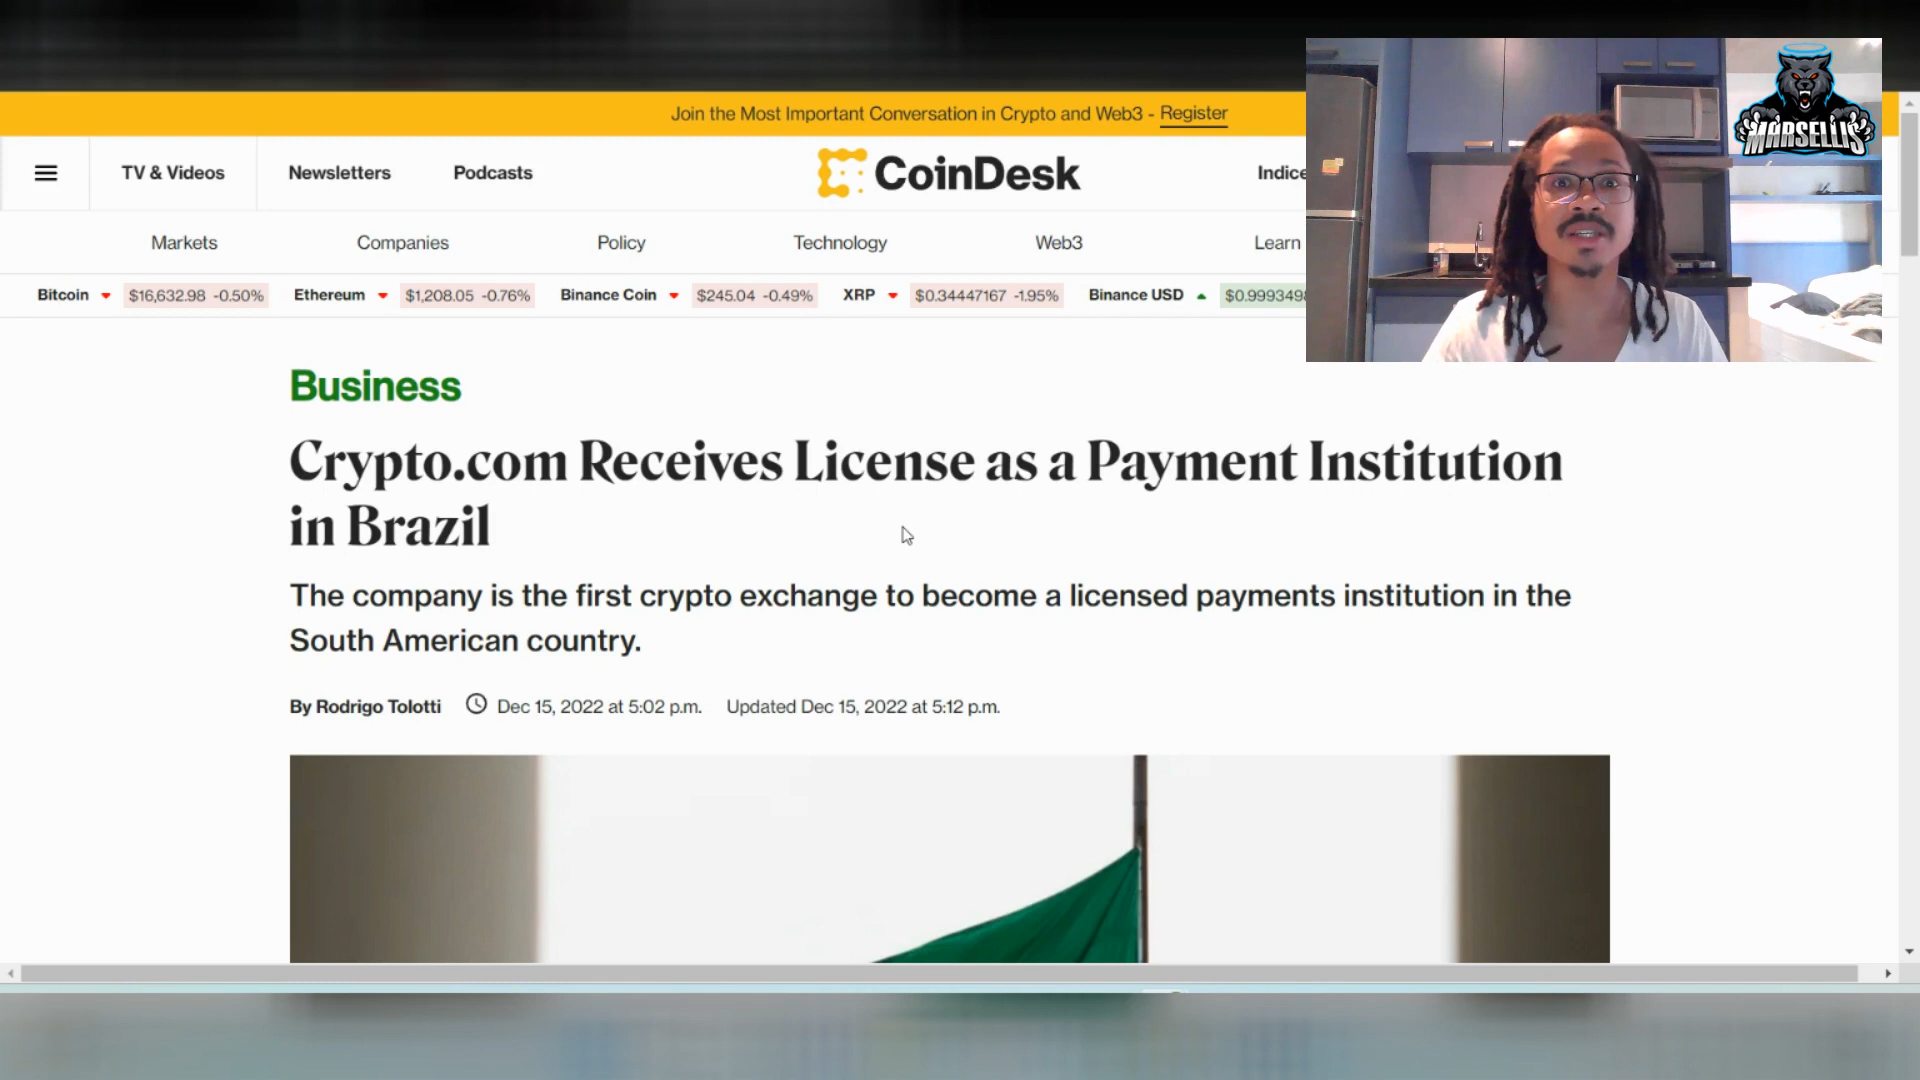 Join the Most Important Conversation in Crypto and Web3 - Register
MARSELLIS
TV & Videos Newsletters Podcasts CoinDesk Indice
Markets Companies Policy Technology Web3 Learn
Bitcoin $16,632.98 -0.50% Ethereum $1,208.05 -0.76% Binance Coin $245.04 -0.49% XRP $0.34447167 -1.95% Binance USD $0.9993498
Business
Crypto.com Receives License as a Payment Institution
in Brazil
The company is the first crypto exchange to become a licensed payments institution in the
South American country.
By Rodrigo Tolotti Dec 15, 2022 at 5:02 p.m. Updated Dec 15, 2022 at 5:12 p.m.